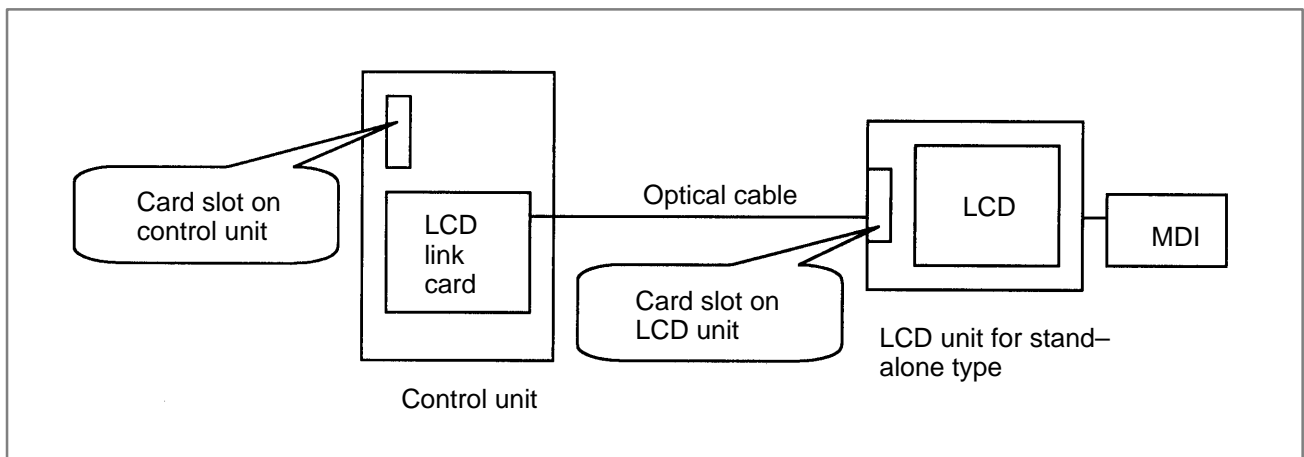 Card slot on
control unit
LCD
link
card
Optical cable
Card slot on
LCD unit
LCD
MDI
LCD unit for stand–
alone type
Control unit